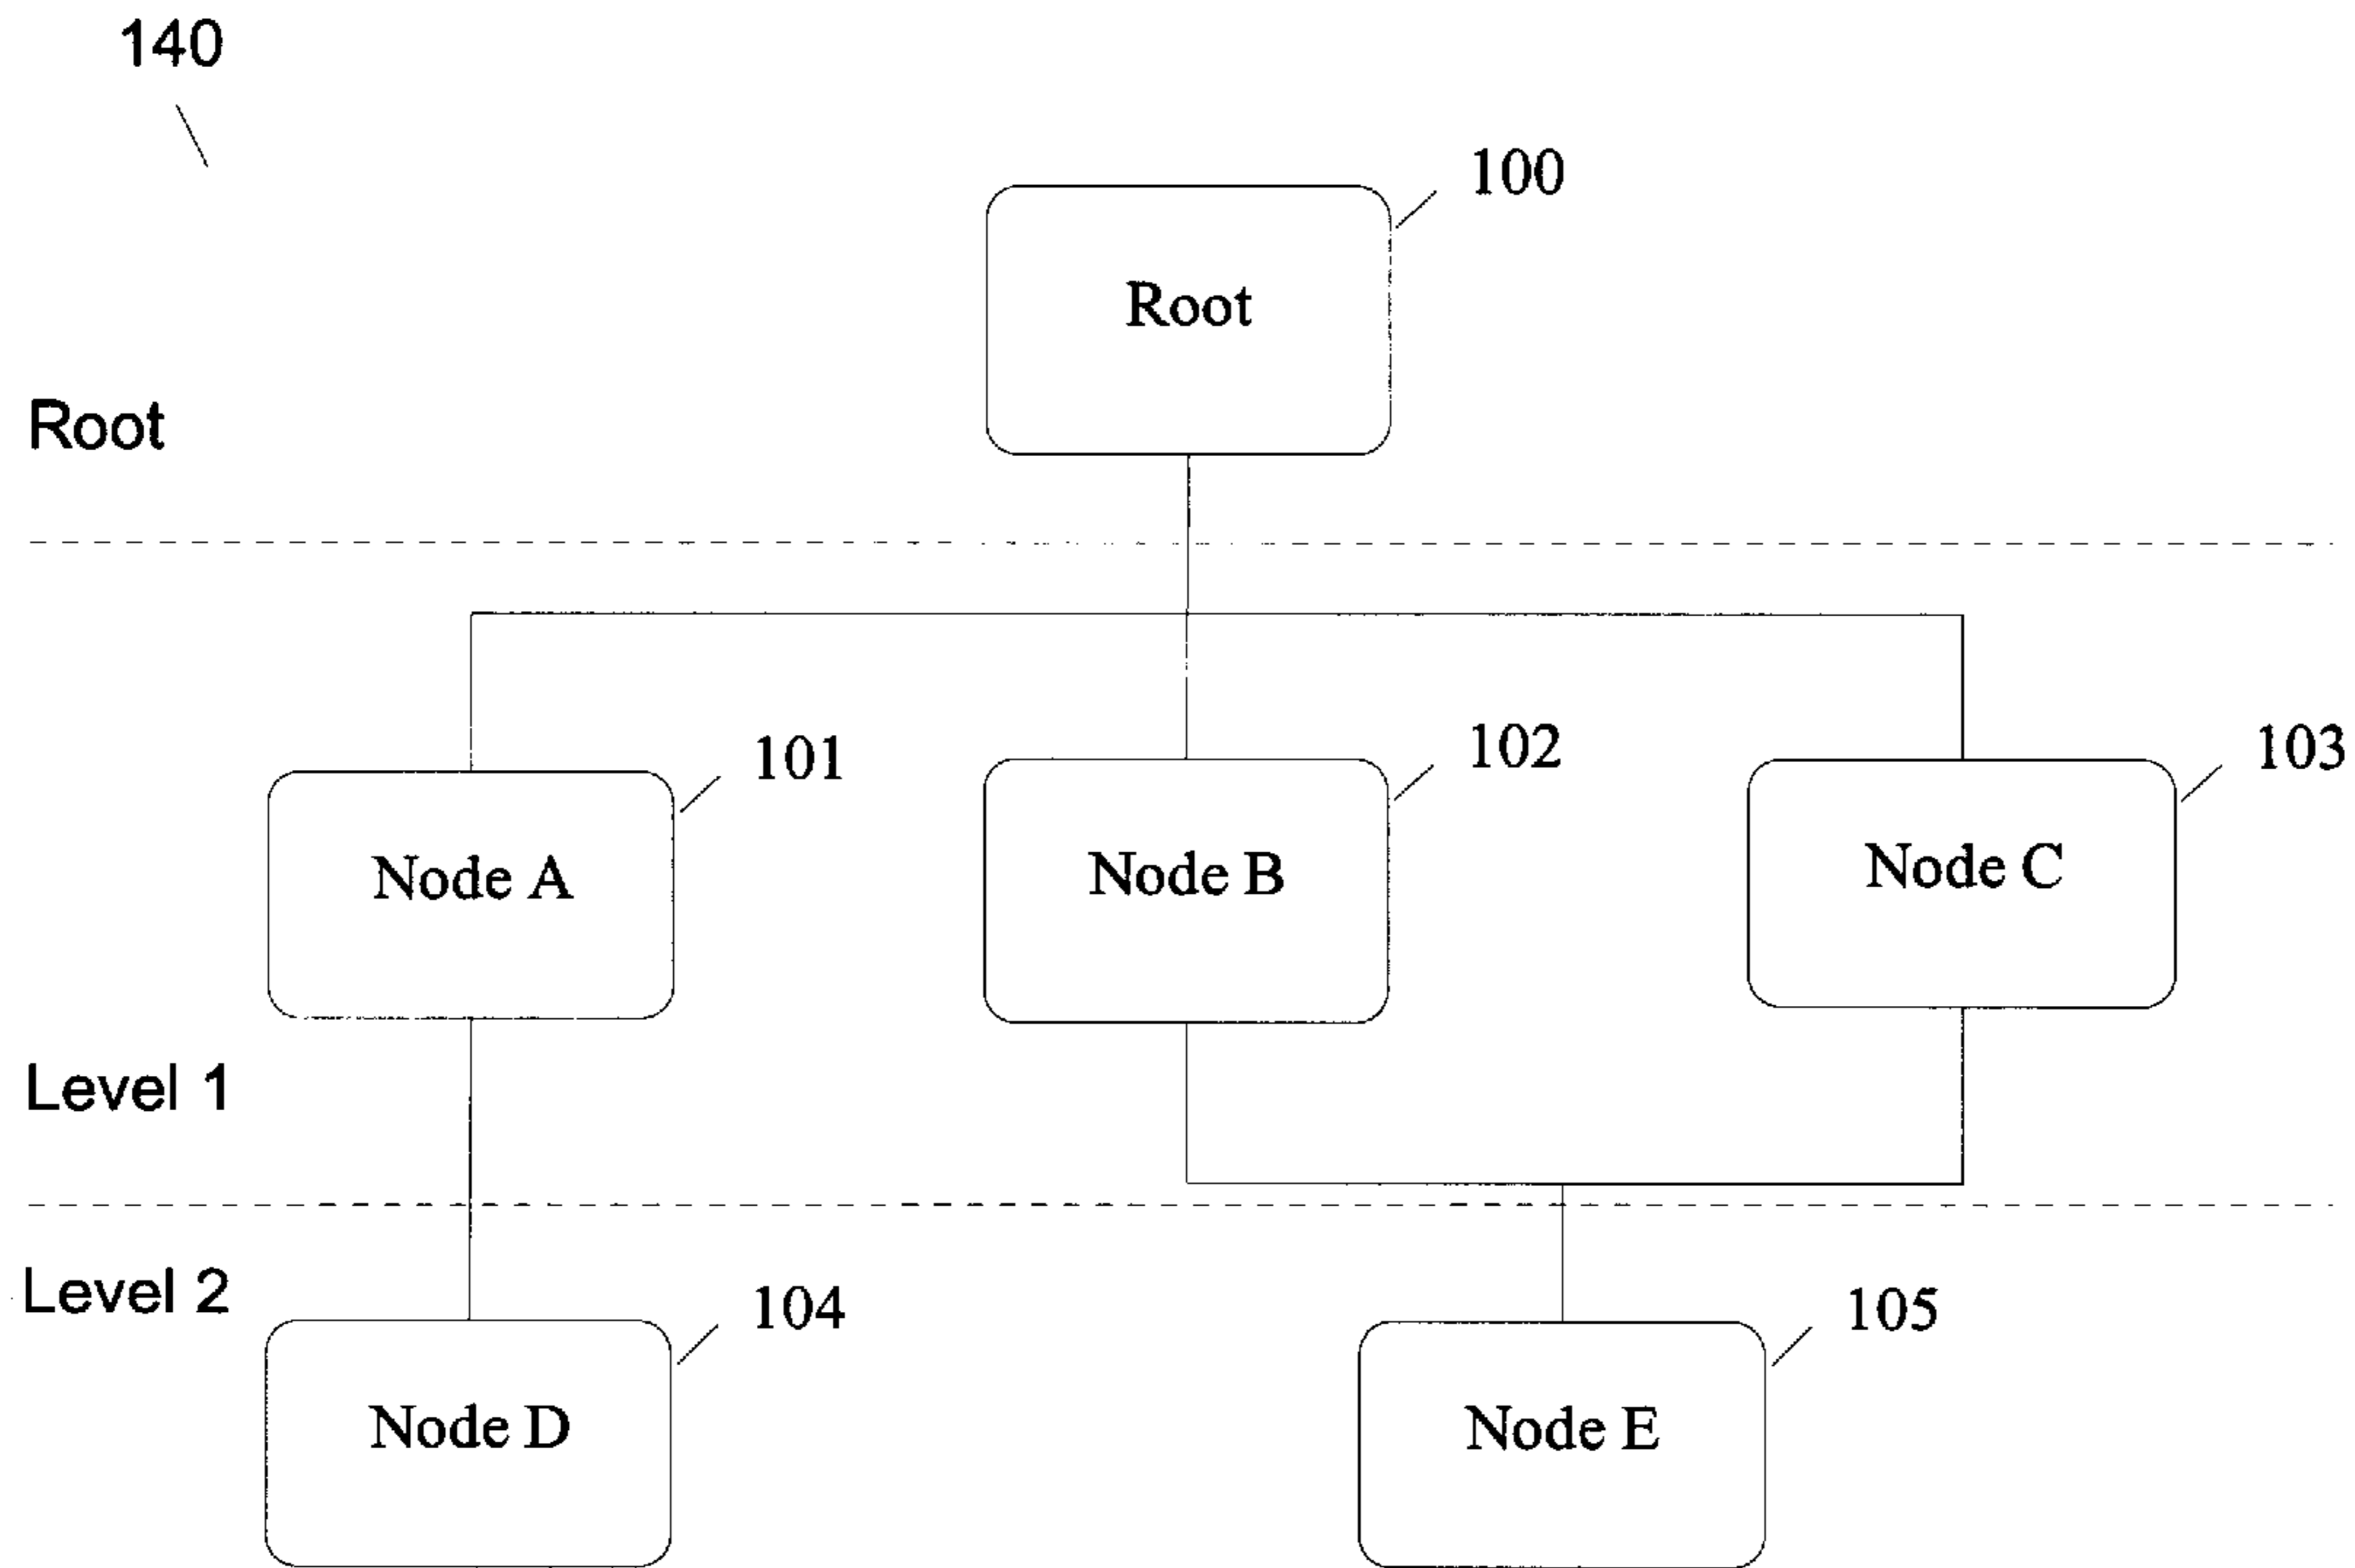 140
100
Root
Root
101
102
103
Node A
Node B
Node C
Level 1
Level 2
104
105
Node D
Node E